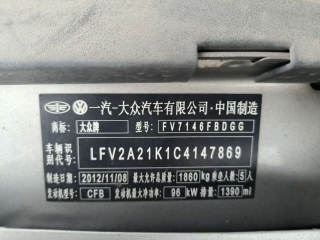 一汽-大众汽车有限公司·中国制造
商标: 大众牌 型号: FV7146FBDGG
车辆识别代号 LFV2A21K1C4147869
制造日期 2012/11/08 最大允许总质量 1860 kg 乘坐人数 5 人
发动机型号 CFB 发动机最大净功率 96 kW 排量 1390 ml